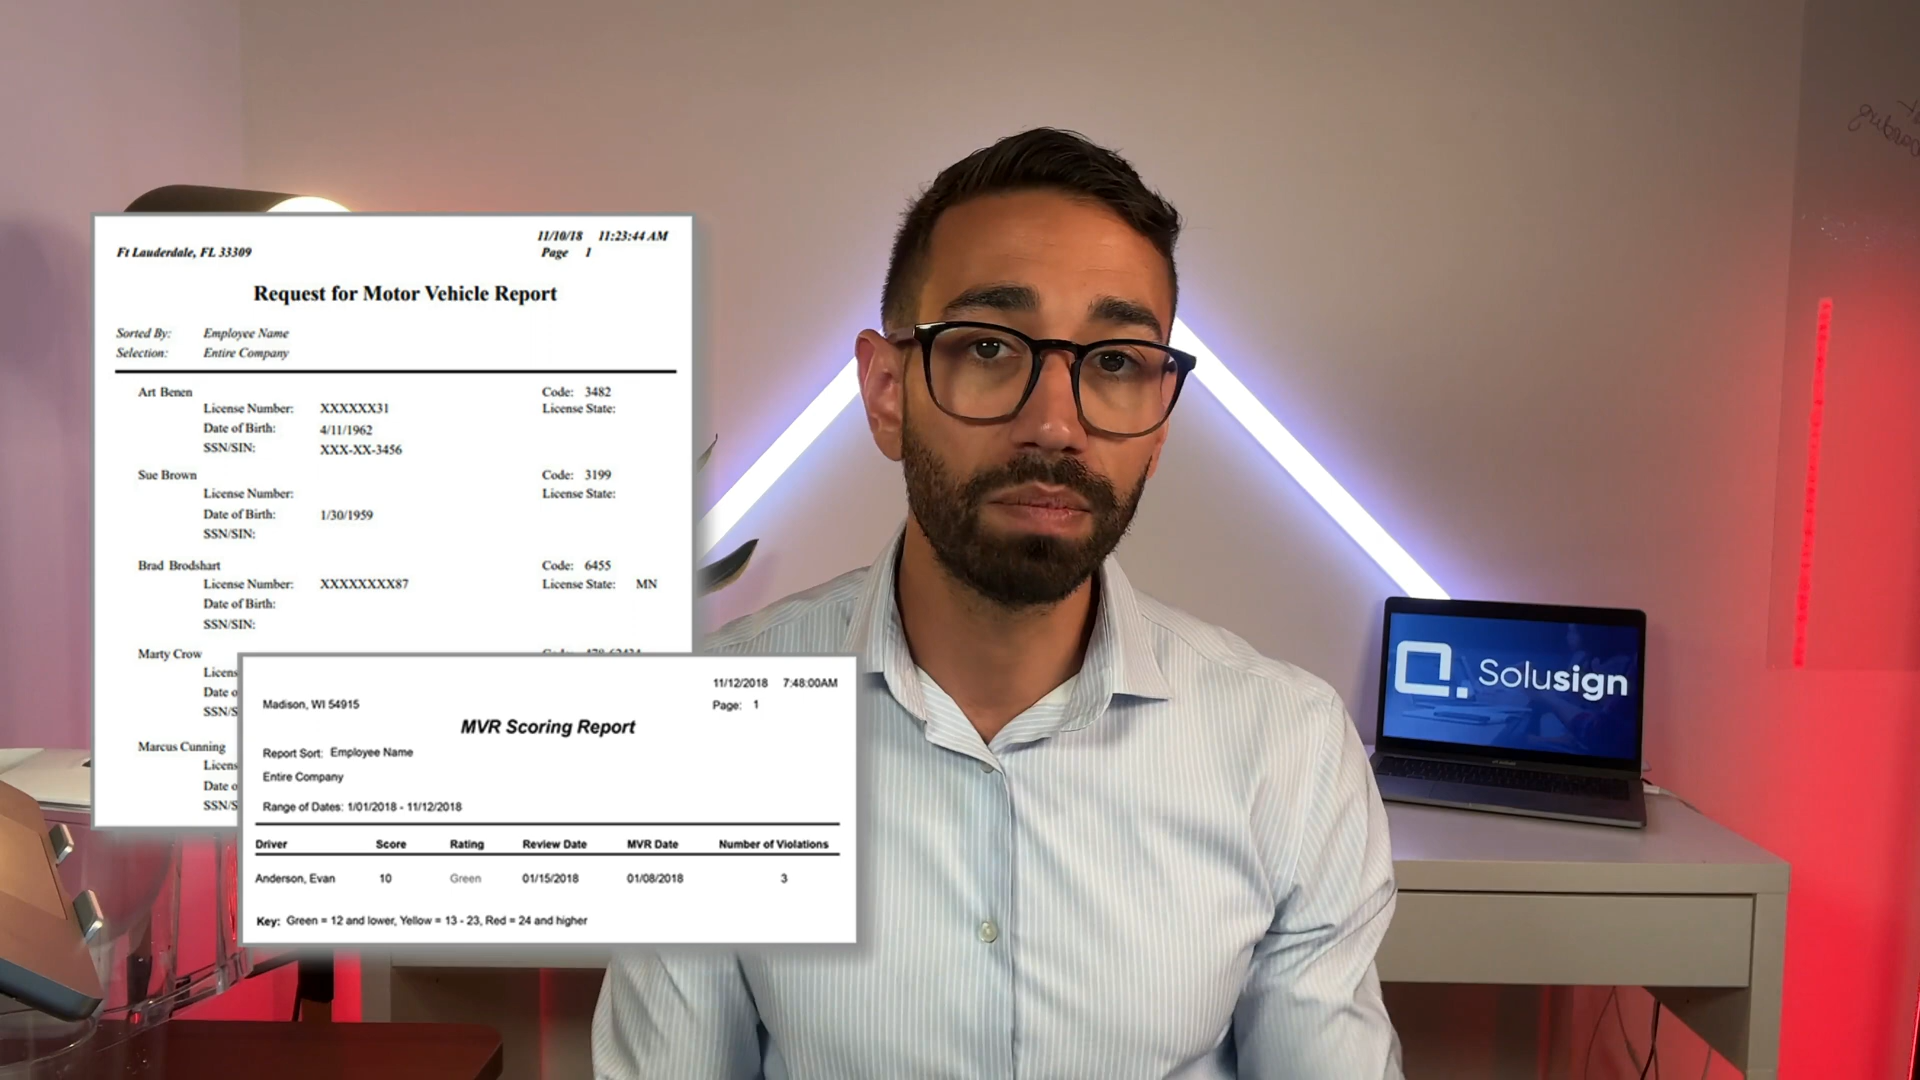 Ft Lauderdale, FL 33309
11/10/18 11:23:44 AM
Page 1
Request for Motor Vehicle Report
Sorted By: Employee Name
Selection: Entire Company
Art Benen Code: 3482
License Number: XXXXXX31 License State:
Date of Birth: 4/11/1962
SSN/SIN: XXX-XX-3456
Sue Brown Code: 3199
License Number: License State:
Date of Birth: 1/30/1959
SSN/SIN:
Brad Brodshart Code: 6455
License Number: XXXXXXXX87 License State: MN
Date of Birth:
SSN/SIN:
Marty Crow
Licens
Date o
SSN/S
Marcus Cunning
Licens
Date o
SSN/S
11/12/2018 7:48:00AM
Madison, WI 54915
Page: 1
MVR Scoring Report
Report Sort: Employee Name
Entire Company
Range of Dates: 1/01/2018 - 11/12/2018
Driver Score Rating Review Date MVR Date Number of Violations
Anderson, Evan 10 Green 01/15/2018 01/08/2018 3
Key: Green = 12 and lower, Yellow = 13 - 23, Red = 24 and higher
Solusign